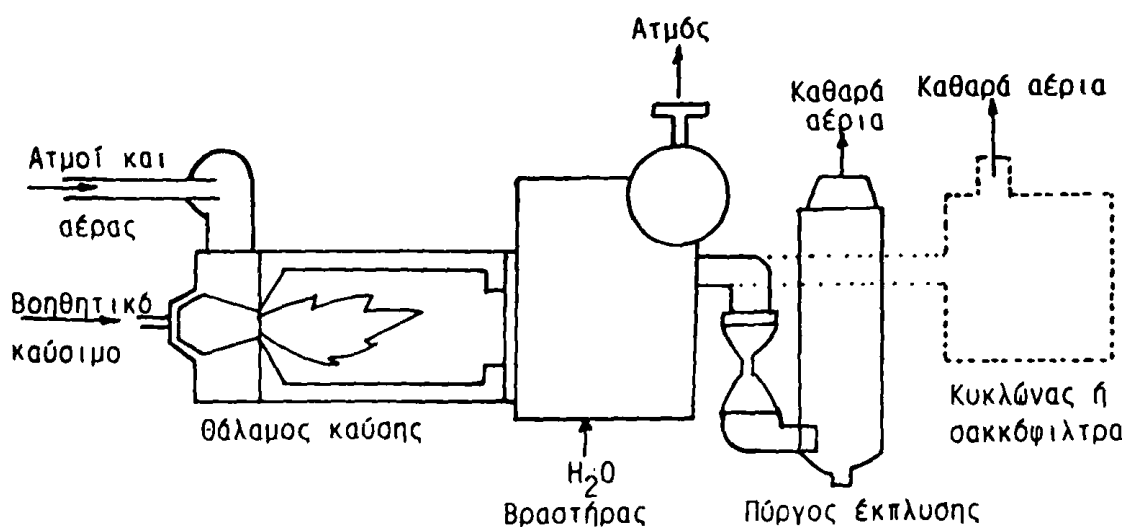 Ατμός
Καθαρά
αέρια
Καθαρά αέρια
Ατμοί και
αέρας
Βοηθητικό
καύσιμο
θάλαμος καύσης
H₂O
Βραστήρας
Πύργος έκπλυσης
Κυκλώνας ή
σακκόφιλτρα